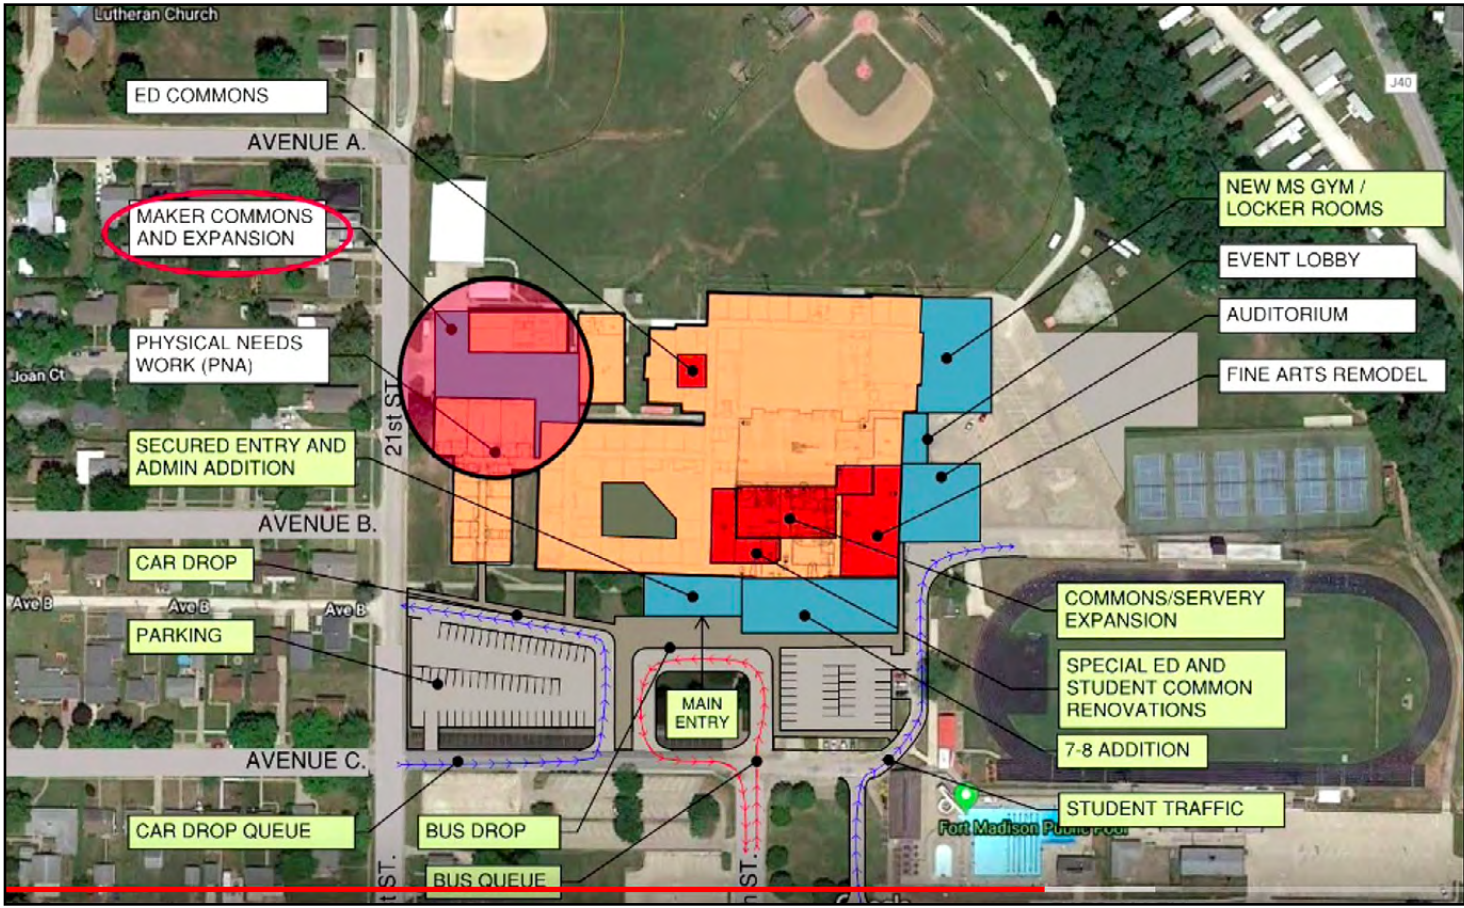 Lutheran Church
ED COMMONS
J40
AVENUE A.
NEW MS GYM /
LOCKER ROOMS
MAKER COMMONS
AND EXPANSION
EVENT LOBBY
AUDITORIUM
PHYSICAL NEEDS
WORK (PNA)
Joan Ct
FINE ARTS REMODEL
21st ST.
SECURED ENTRY AND
ADMIN ADDITION
AVENUE B.
CAR DROP
Ave B
Ave B
Ave B
COMMONS/SERVERY
EXPANSION
PARKING
SPECIAL ED AND
STUDENT COMMON
RENOVATIONS
MAIN
ENTRY
7-8 ADDITION
AVENUE C.
STUDENT TRAFFIC
CAR DROP QUEUE
BUS DROP
Fort Madison Public Pool
BUS QUEUE
ST.
ST.